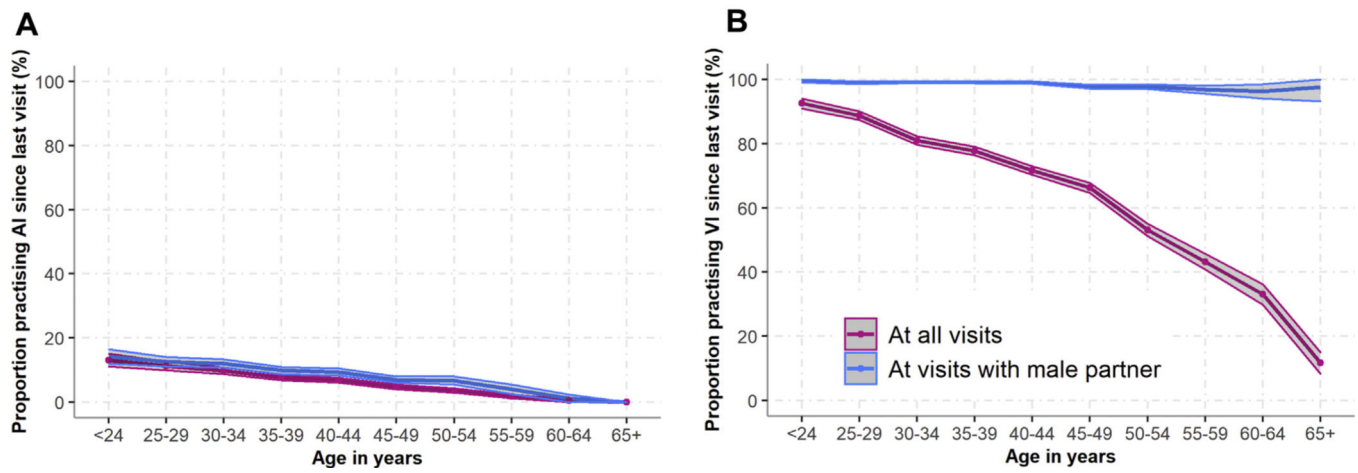 A
Proportion practising AI since last visit (%)
100
80
60
40
20
0
<24 25-29 30-34 35-39 40-44 45-49 50-54 55-59 60-64 65+
Age in years
B
Proportion practising VI since last visit (%)
100
80
60
40
20
0
At all visits
At visits with male partner
<24 25-29 30-34 35-39 40-44 45-49 50-54 55-59 60-64 65+
Age in years